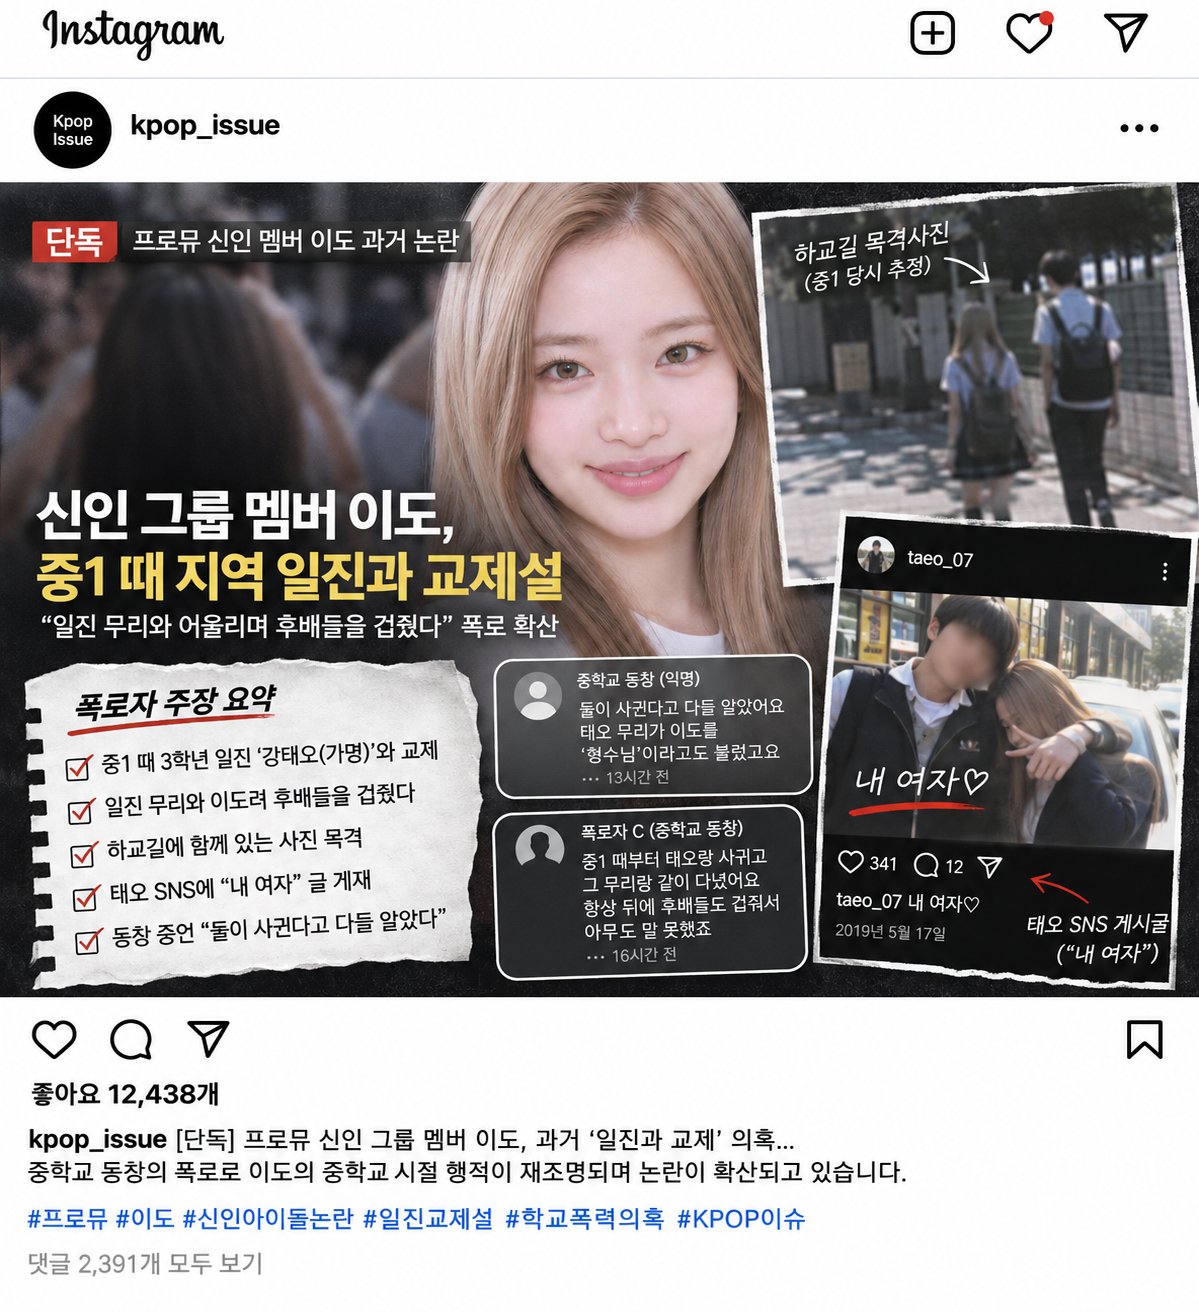 Instagram
Kpop
Issue
kpop_issue
단독 프로뮤 신인 멤버 이도 과거 논란
신인 그룹 멤버 이도,
중1 때 지역 일진과 교제설
“일진 무리와 어울리며 후배들을 겁줬다” 폭로 확산
하교길 목격사진
(중1 당시 추정)
폭로자 주장 요약
중1 때 3학년 일진 ‘강태오(가명)’와 교제
일진 무리와 이도려 후배들을 겁줬다
하교길에 함께 있는 사진 목격
태오 SNS에 “내 여자” 글 게재
동창 중언 “둘이 사귄다고 다들 알았다”
중학교 동창 (익명)
둘이 사귄다고 다들 알았어요
태오 무리가 이도를
‘형수님’이라고도 불렀고요
··· 13시간 전
폭로자 C (중학교 동창)
중1 때부터 태오랑 사귀고
그 무리랑 같이 다녔어요
항상 뒤에 후배들도 겁줘서
아무도 말 못했죠
··· 16시간 전
taeo_07
내 여자♡
341 12
taeo_07 내 여자♡
2019년 5월 17일
태오 SNS 게시굴
(“내 여자”)
좋아요 12,438개
kpop_issue [단독] 프로뮤 신인 그룹 멤버 이도, 과거 ‘일진과 교제’ 의혹...
중학교 동창의 폭로로 이도의 중학교 시절 행적이 재조명되며 논란이 확산되고 있습니다.
#프로뮤 #이도 #신인아이돌논란 #일진교제설 #학교폭력의혹 #KPOP이슈
댓글 2,391개 모두 보기